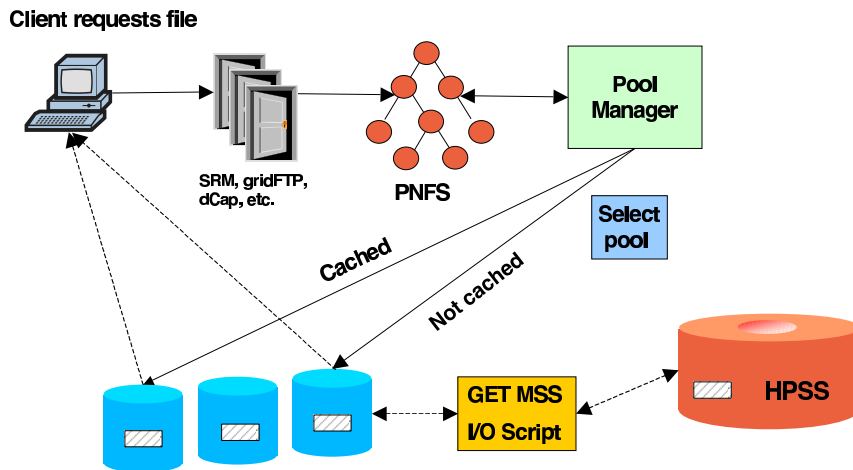 Client requests file
Pool
Manager
SRM, gridFTP,
dCap, etc.
PNFS
Select
pool
Cached
Not cached
GET MSS
I/O Script
HPSS